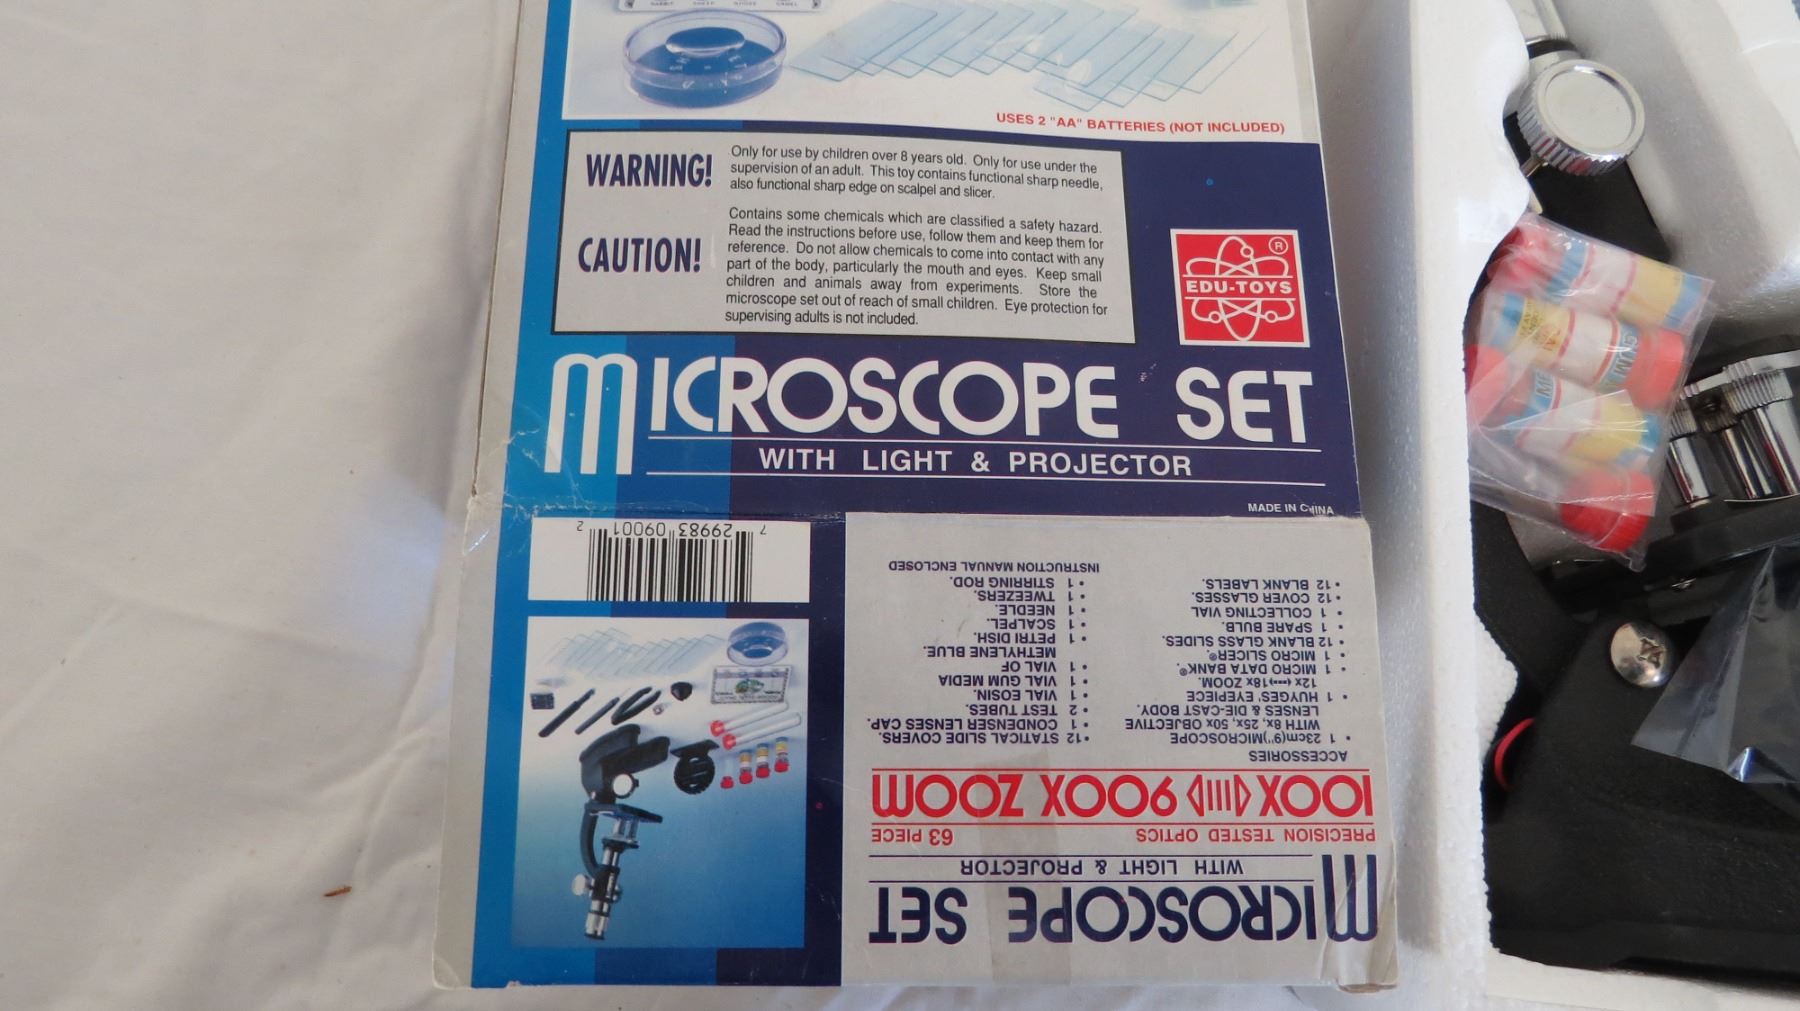 RABBIT SHEEP CAMEL
USES 2 "AA" BATTERIES (NOT INCLUDED)
WARNING!
Only for use by children over 8 years old. Only for use under the
supervision of an adult. This toy contains functional sharp needle,
also functional sharp edge on scalpel and slicer.
CAUTION!
Contains some chemicals which are classified a safety hazard.
Read the instructions before use, follow them and keep them for
reference. Do not allow chemicals to come into contact with any
part of the body, particularly the mouth and eyes. Keep small
children and animals away from experiments. Store the
microscope set out of reach of small children. Eye protection for
supervising adults is not included.
®
EDU-TOYS
MICROSCOPE SET
WITH LIGHT & PROJECTOR
MADE IN CHINA
7 29983 09001 2
MICROSCOPE SET
WITH LIGHT & PROJECTOR
PRECISION TESTED OPTICS 63 PIECE
100X 900X ZOOM
ACCESSORIES
• 1 23cm(9")MICROSCOPE
WITH 8x, 25x, 50x OBJECTIVE
LENSES & DIE-CAST BODY.
• 1 HUYGES' EYEPIECE
12x 18x ZOOM.
• 1 MICRO DATA BANK®.
• 1 MICRO SLICER®.
• 12 BLANK GLASS SLIDES.
• 1 SPARE BULB.
• 1 COLLECTING VIAL
• 12 COVER GLASSES.
• 12 BLANK LABELS.
• 12 STATICAL SLIDE COVERS.
• 1 CONDENSER LENSES CAP.
• 2 TEST TUBES.
• 1 VIAL EOSIN.
• 1 VIAL GUM MEDIA
• 1 VIAL OF
METHYLENE BLUE.
• 1 PETRI DISH.
• 1 SCALPEL.
• 1 NEEDLE.
• 1 TWEEZERS.
• 1 STIRRING ROD.
INSTRUCTION MANUAL ENCLOSED